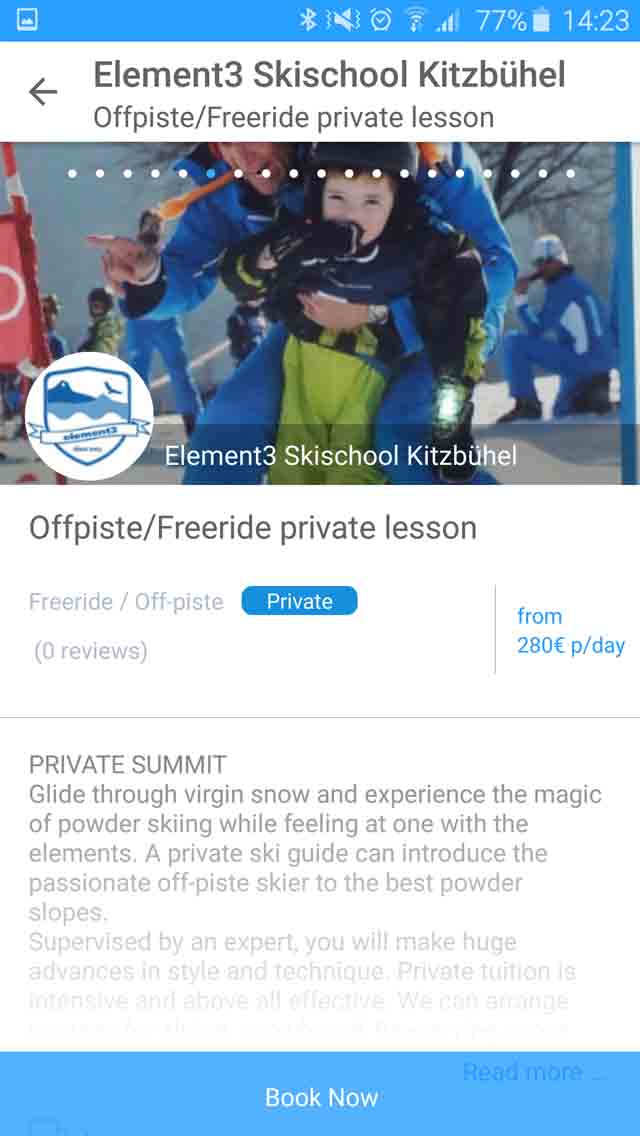 77% 14:23
Element3 Skischool Kitzbühel
Offpiste/Freeride private lesson
element3
Element3 Skischool Kitzbühel
Offpiste/Freeride private lesson
Freeride / Off-piste Private
(0 reviews)
from
280€ p/day
PRIVATE SUMMIT
Glide through virgin snow and experience the magic
of powder skiing while feeling at one with the
elements. A private ski guide can introduce the
passionate off-piste skier to the best powder
slopes.
Supervised by an expert, you will make huge
advances in style and technique. Private tuition is
intensive and above all effective. We can arrange
Read more ...
Book Now